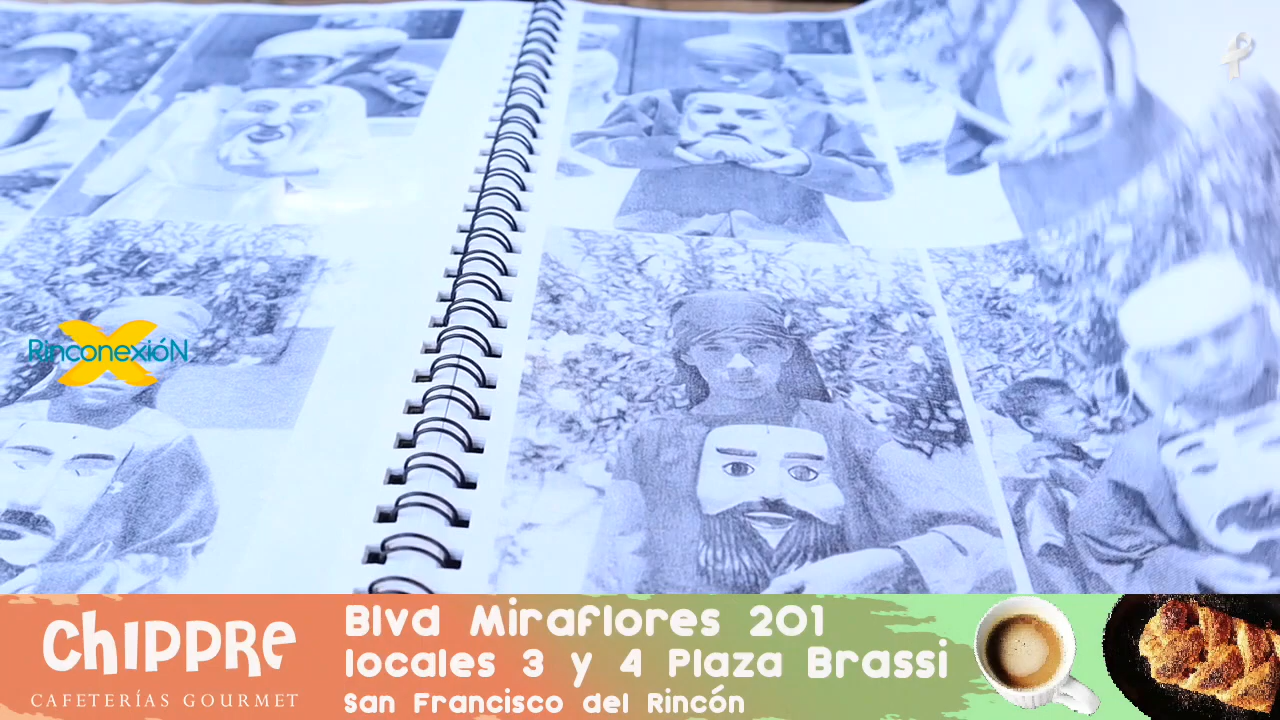 RinconexióN
CHIPPRE
CAFETERÍAS GOURMET
Blvd Miraflores 201
locales 3 y 4 Plaza Brassi
San Francisco del Rincón